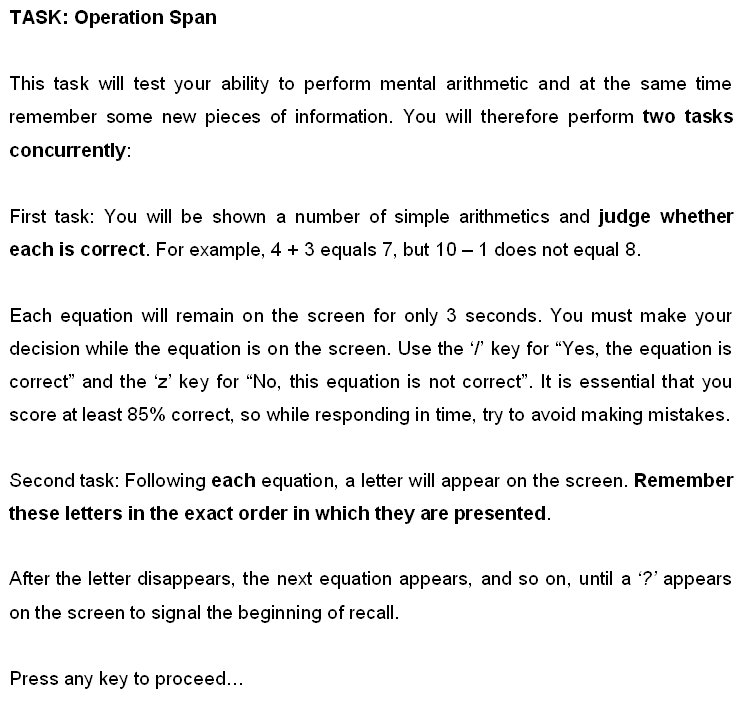 TASK: Operation Span
This task will test your ability to perform mental arithmetic and at the same time
remember some new pieces of information. You will therefore perform two tasks
concurrently:
First task: You will be shown a number of simple arithmetics and judge whether
each is correct. For example, 4 + 3 equals 7, but 10 – 1 does not equal 8.
Each equation will remain on the screen for only 3 seconds. You must make your
decision while the equation is on the screen. Use the ‘/’ key for “Yes, the equation is
correct” and the ‘z’ key for “No, this equation is not correct”. It is essential that you
score at least 85% correct, so while responding in time, try to avoid making mistakes.
Second task: Following each equation, a letter will appear on the screen. Remember
these letters in the exact order in which they are presented.
After the letter disappears, the next equation appears, and so on, until a ‘?’ appears
on the screen to signal the beginning of recall.
Press any key to proceed…